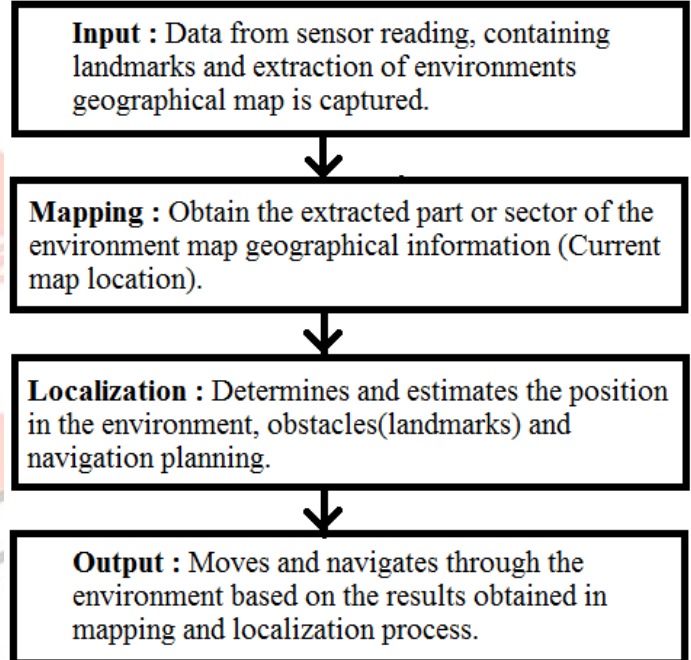 Input : Data from sensor reading, containing
landmarks and extraction of environments
geographical map is captured.
Mapping : Obtain the extracted part or sector of the
environment map geographical information (Current
map location).
Localization : Determines and estimates the position
in the environment, obstacles(landmarks) and
navigation planning.
Output : Moves and navigates through the
environment based on the results obtained in
mapping and localization process.